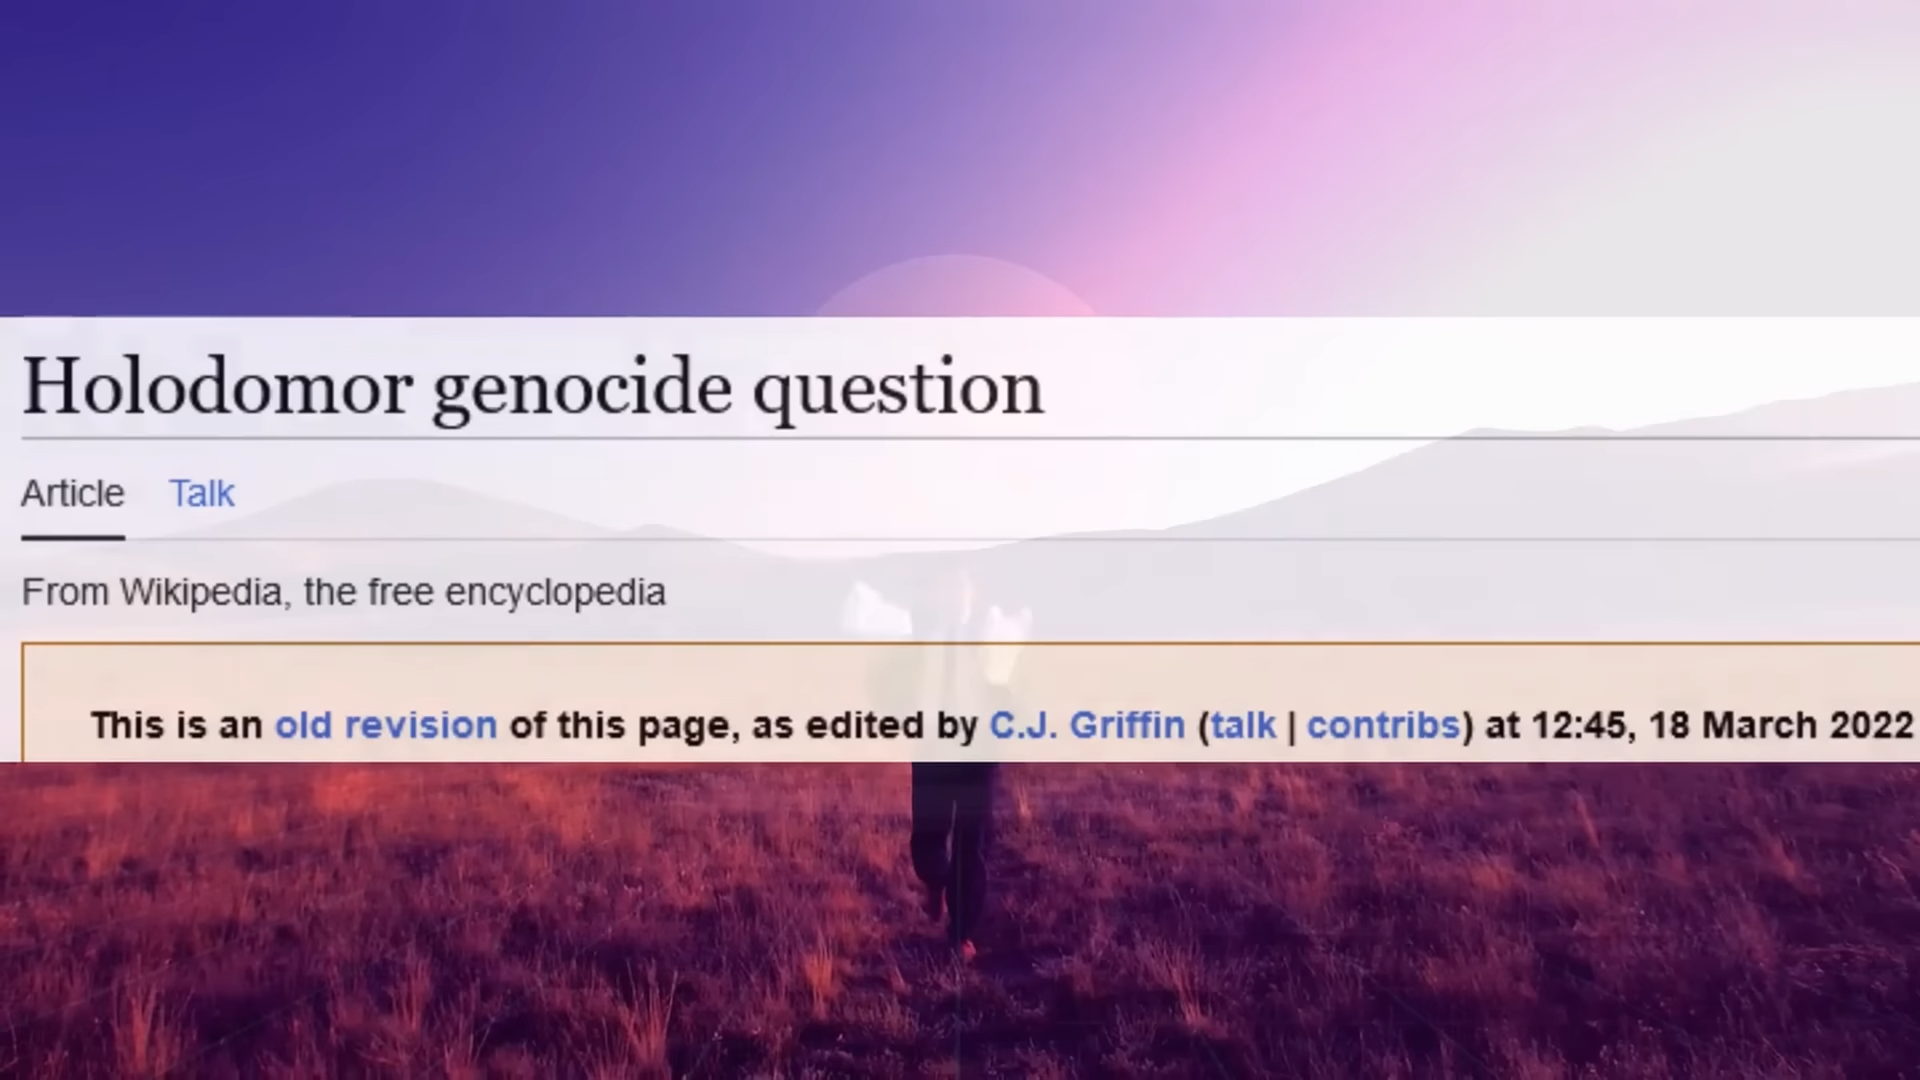 Holodomor genocide question
Article Talk
From Wikipedia, the free encyclopedia
This is an old revision of this page, as edited by C.J. Griffin (talk | contribs) at 12:45, 18 March 2022